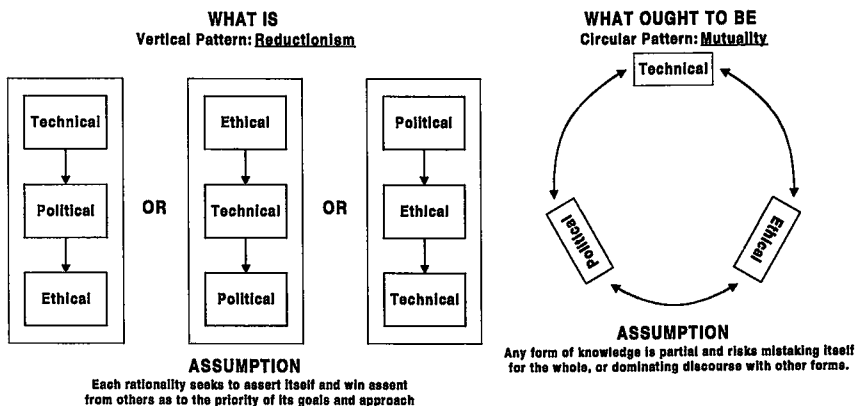 WHAT IS
Vertical Pattern: Reductionism
Technical
Political
Ethical
OR
Ethical
Technical
Political
OR
Political
Ethical
Technical
ASSUMPTION
Each rationality seeks to assert itself and win assent
from others as to the priority of its goals and approach
WHAT OUGHT TO BE
Circular Pattern: Mutuality
Technical
Political
Ethical
ASSUMPTION
Any form of knowledge is partial and risks mistaking itself
for the whole, or dominating discourse with other forms.